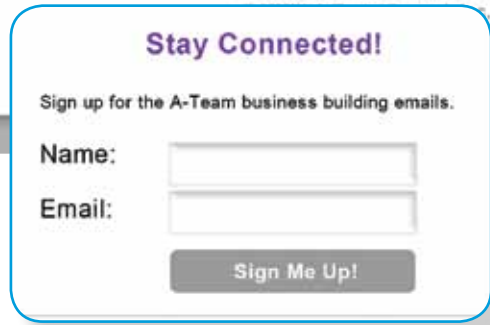 Stay Connected!
Sign up for the A-Team business building emails.
Name:
Email:
Sign Me Up!